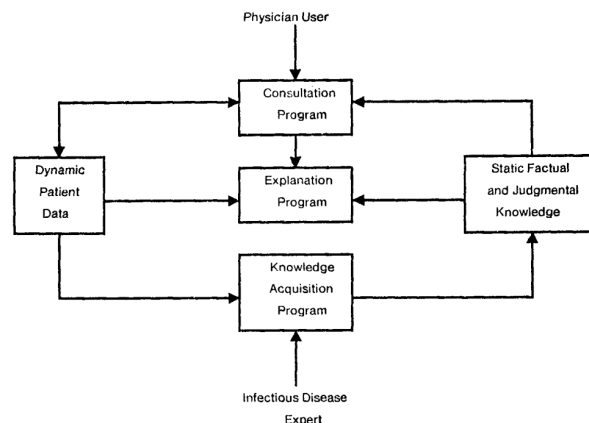 Physician User
Consultation
Program
Dynamic
Patient
Data
Explanation
Program
Static Factual
and Judgmental
Knowledge
Knowledge
Acquisition
Program
Infectious Disease
Expert